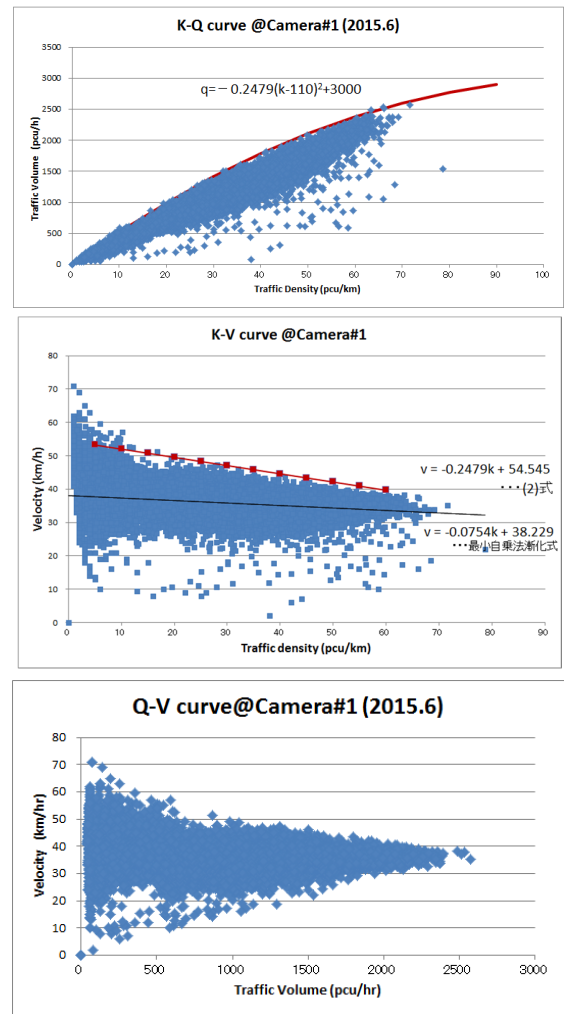 K-Q curve @Camera#1 (2015.6)
q=－0.2479(k-110)²+3000
Traffic Volume (pcu/h)
3500
3000
2500
2000
1500
1000
500
0
0 10 20 30 40 50 60 70 80 90 100
Traffic Density (pcu/km)
K-V curve @Camera#1
Velocity (km/h)
80
70
60
50
40
30
20
10
0
v = -0.2479k + 54.545
・・・(2)式
v = -0.0754k + 38.229
・・・最小自乗法漸化式
0 10 20 30 40 50 60 70 80 90
Traffic density (pcu/km)
Q-V curve@Camera#1 (2015.6)
Velocity (km/hr)
80
70
60
50
40
30
20
10
0
0 500 1000 1500 2000 2500 3000
Traffic Volume (pcu/hr)